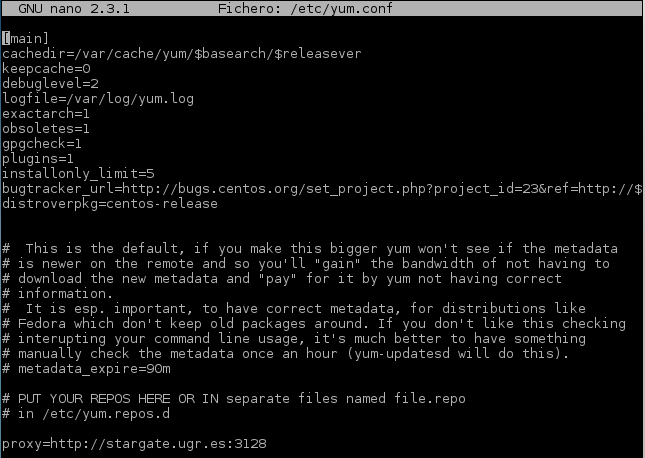 GNU nano 2.3.1 Fichero: /etc/yum.conf
[main]
cachedir=/var/cache/yum/$basearch/$releasever
keepcache=0
debuglevel=2
logfile=/var/log/yum.log
exactarch=1
obsoletes=1
gpgcheck=1
plugins=1
installonly_limit=5
bugtracker_url=http://bugs.centos.org/set_project.php?project_id=23&ref=http://$
distroverpkg=centos-release
#  This is the default, if you make this bigger yum won't see if the metadata
# is newer on the remote and so you'll "gain" the bandwidth of not having to
# download the new metadata and "pay" for it by yum not having correct
# information.
#  It is esp. important, to have correct metadata, for distributions like
# Fedora which don't keep old packages around. If you don't like this checking
# interupting your command line usage, it's much better to have something
# manually check the metadata once an hour (yum-updatesd will do this).
# metadata_expire=90m
# PUT YOUR REPOS HERE OR IN separate files named file.repo
# in /etc/yum.repos.d
proxy=http://stargate.ugr.es:3128